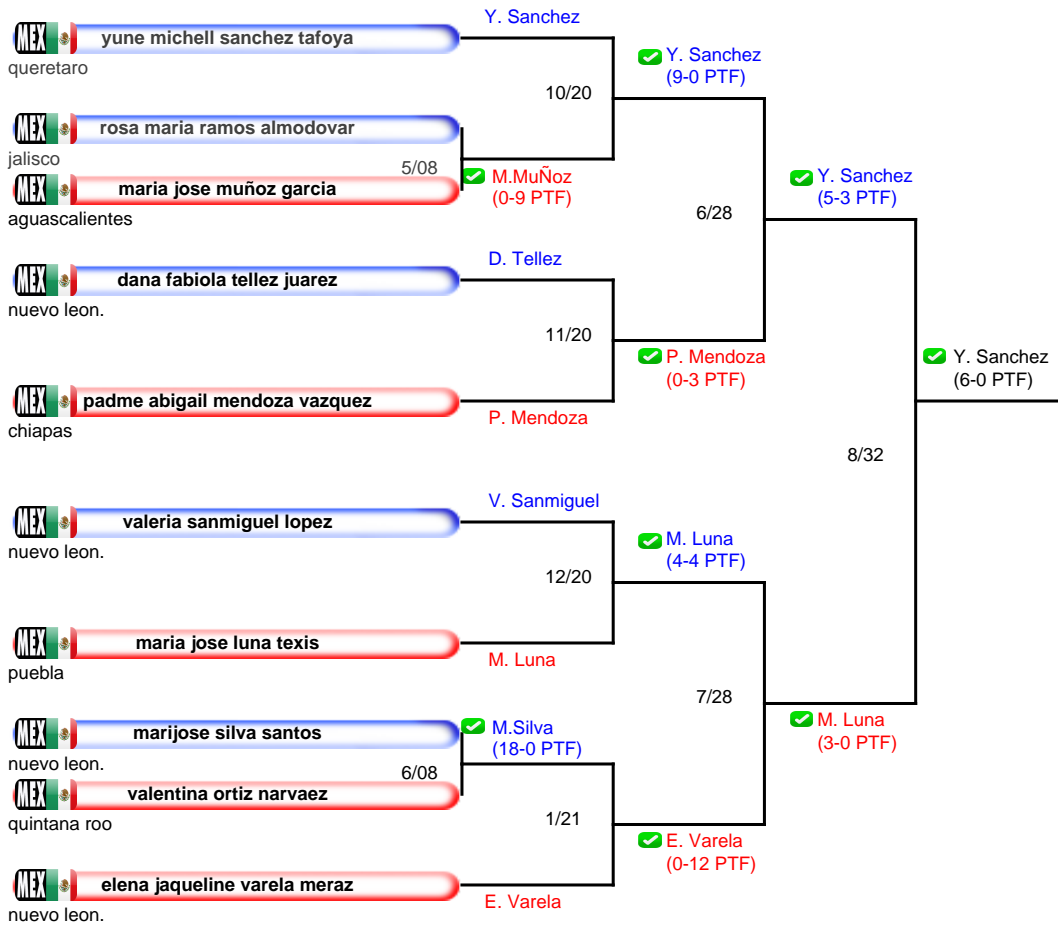 Y. Sanchez
MEX yune michell sanchez tafoya
queretaro
Y. Sanchez
(9-0 PTF)
10/20
MEX rosa maria ramos almodovar
jalisco
5/08
M.MuÑoz
(0-9 PTF)
MEX maria jose muñoz garcia
aguascalientes
Y. Sanchez
(5-3 PTF)
6/28
D. Tellez
MEX dana fabiola tellez juarez
nuevo leon.
11/20
P. Mendoza
(0-3 PTF)
Y. Sanchez
(6-0 PTF)
MEX padme abigail mendoza vazquez
chiapas
P. Mendoza
8/32
V. Sanmiguel
MEX valeria sanmiguel lopez
nuevo leon.
M. Luna
(4-4 PTF)
12/20
MEX maria jose luna texis
puebla
M. Luna
7/28
M. Luna
(3-0 PTF)
MEX marijose silva santos
nuevo leon.
M.Silva
(18-0 PTF)
6/08
MEX valentina ortiz narvaez
quintana roo
1/21
E. Varela
(0-12 PTF)
MEX elena jaqueline varela meraz
nuevo leon.
E. Varela